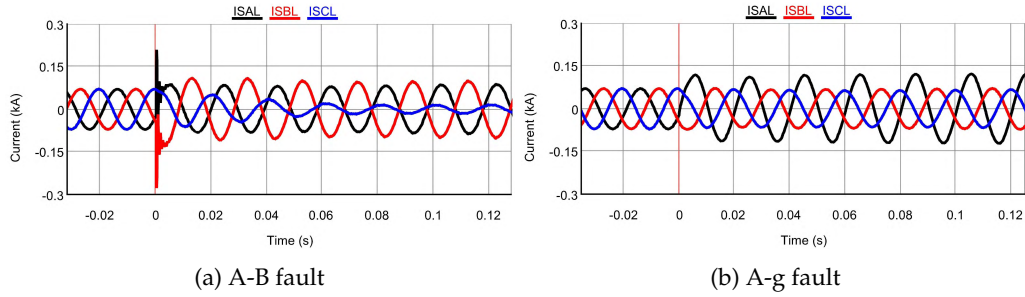 ISAL ISBL ISCL
0.3
0.15
0
-0.15
-0.3
Current (kA)
-0.02 0 0.02 0.04 0.06 0.08 0.1 0.12
Time (s)
(a) A-B fault
ISAL ISBL ISCL
0.3
0.15
0
-0.15
-0.3
Current (kA)
-0.02 0 0.02 0.04 0.06 0.08 0.1 0.12
Time (s)
(b) A-g fault